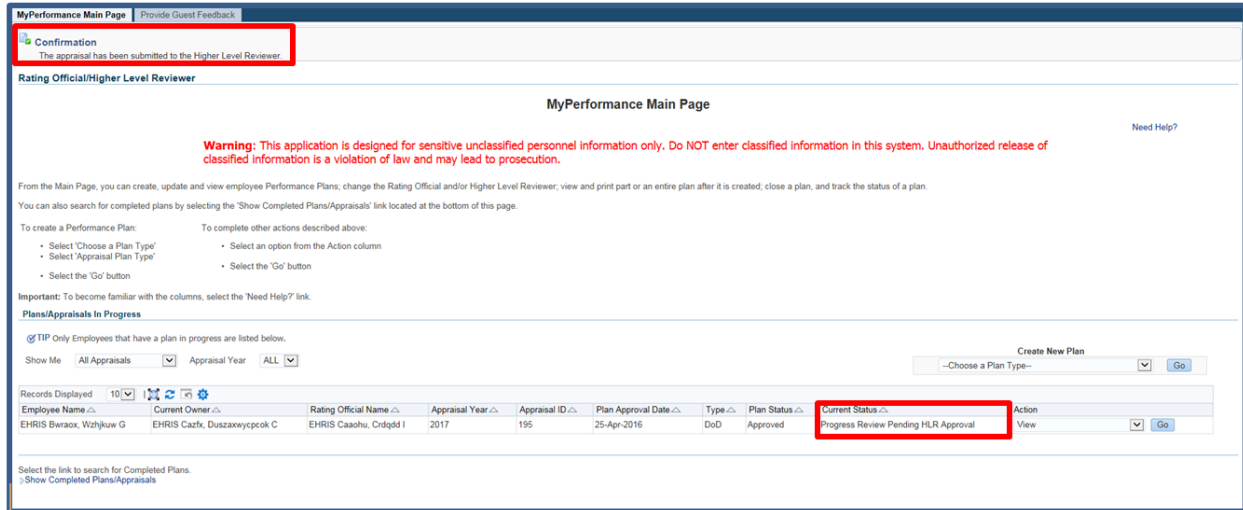 MyPerformance Main Page Provide Guest Feedback
Confirmation
The appraisal has been submitted to the Higher Level Reviewer.
Rating Official/Higher Level Reviewer
MyPerformance Main Page
Need Help?
Warning: This application is designed for sensitive unclassified personnel information only. Do NOT enter classified information in this system. Unauthorized release of
classified information is a violation of law and may lead to prosecution.
From the Main Page, you can create, update and view employee Performance Plans; change the Rating Official and/or Higher Level Reviewer; view and print part or an entire plan after it is created; close a plan, and track the status of a plan.
You can also search for completed plans by selecting the 'Show Completed Plans/Appraisals' link located at the bottom of this page.
To create a Performance Plan: To complete other actions described above:
• Select 'Choose a Plan Type' • Select an option from the Action column
• Select 'Appraisal Plan Type'
• Select the 'Go' button
• Select the 'Go' button
Important: To become familiar with the columns, select the 'Need Help?' link.
Plans/Appraisals In Progress
TIP Only Employees that have a plan in progress are listed below.
Create New Plan
Show Me All Appraisals Appraisal Year ALL --Choose a Plan Type-- Go
Records Displayed 10
Employee Name Current Owner Rating Official Name Appraisal Year Appraisal ID Plan Approval Date Type Plan Status Current Status Action
EHRIS Bwraox, Wzhjkuw G EHRIS Cazfx, Duszaxwycpcok C EHRIS Caaohu, Crdqdd I 2017 195 25-Apr-2016 DoD Approved Progress Review Pending HLR Approval View Go
Select the link to search for Completed Plans.
Show Completed Plans/Appraisals